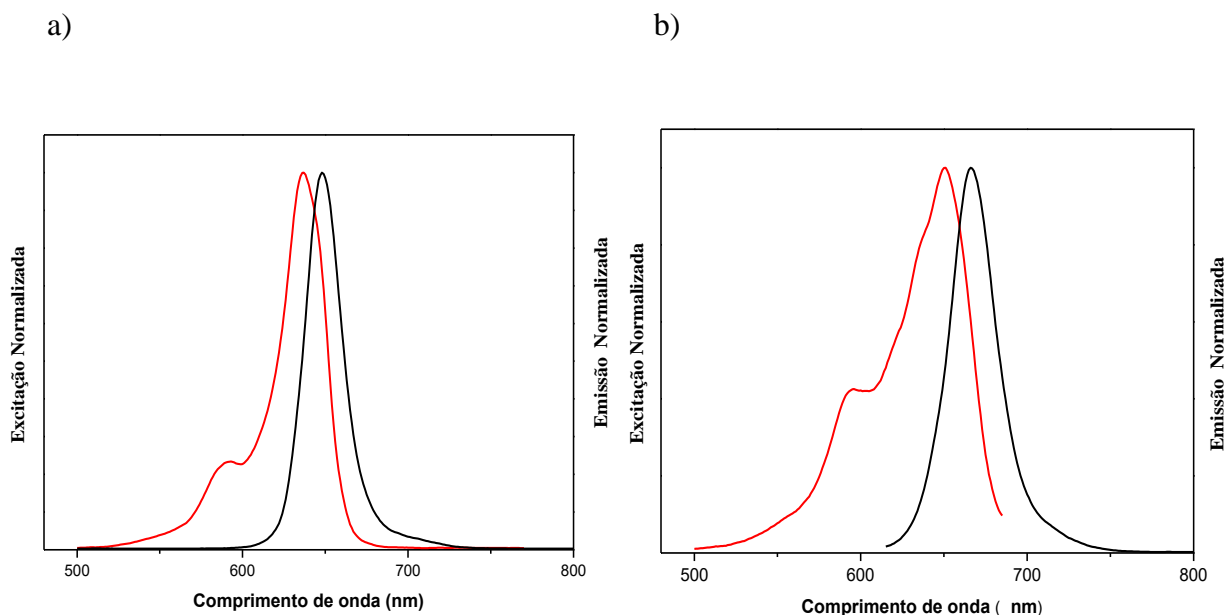 a)
b)
Excitação Normalizada
500
600
700
800
Comprimento de onda (nm)
Emissão Normalizada
Excitação Normalizada
500
600
700
800
Comprimento de onda ( nm)
Emissão Normalizada